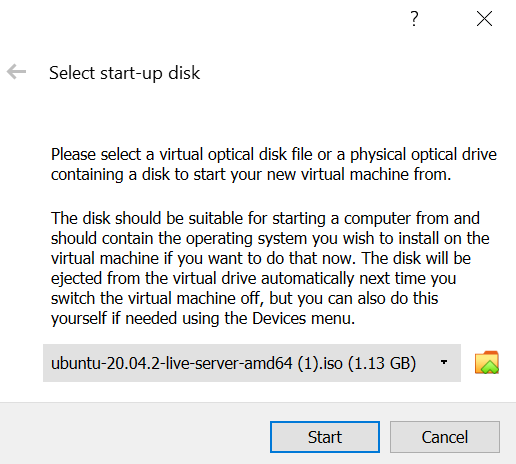 ?
Select start-up disk
Please select a virtual optical disk file or a physical optical drive
containing a disk to start your new virtual machine from.
The disk should be suitable for starting a computer from and
should contain the operating system you wish to install on the
virtual machine if you want to do that now. The disk will be
ejected from the virtual drive automatically next time you
switch the virtual machine off, but you can also do this
yourself if needed using the Devices menu.
ubuntu-20.04.2-live-server-amd64 (1).iso (1.13 GB)
Start Cancel